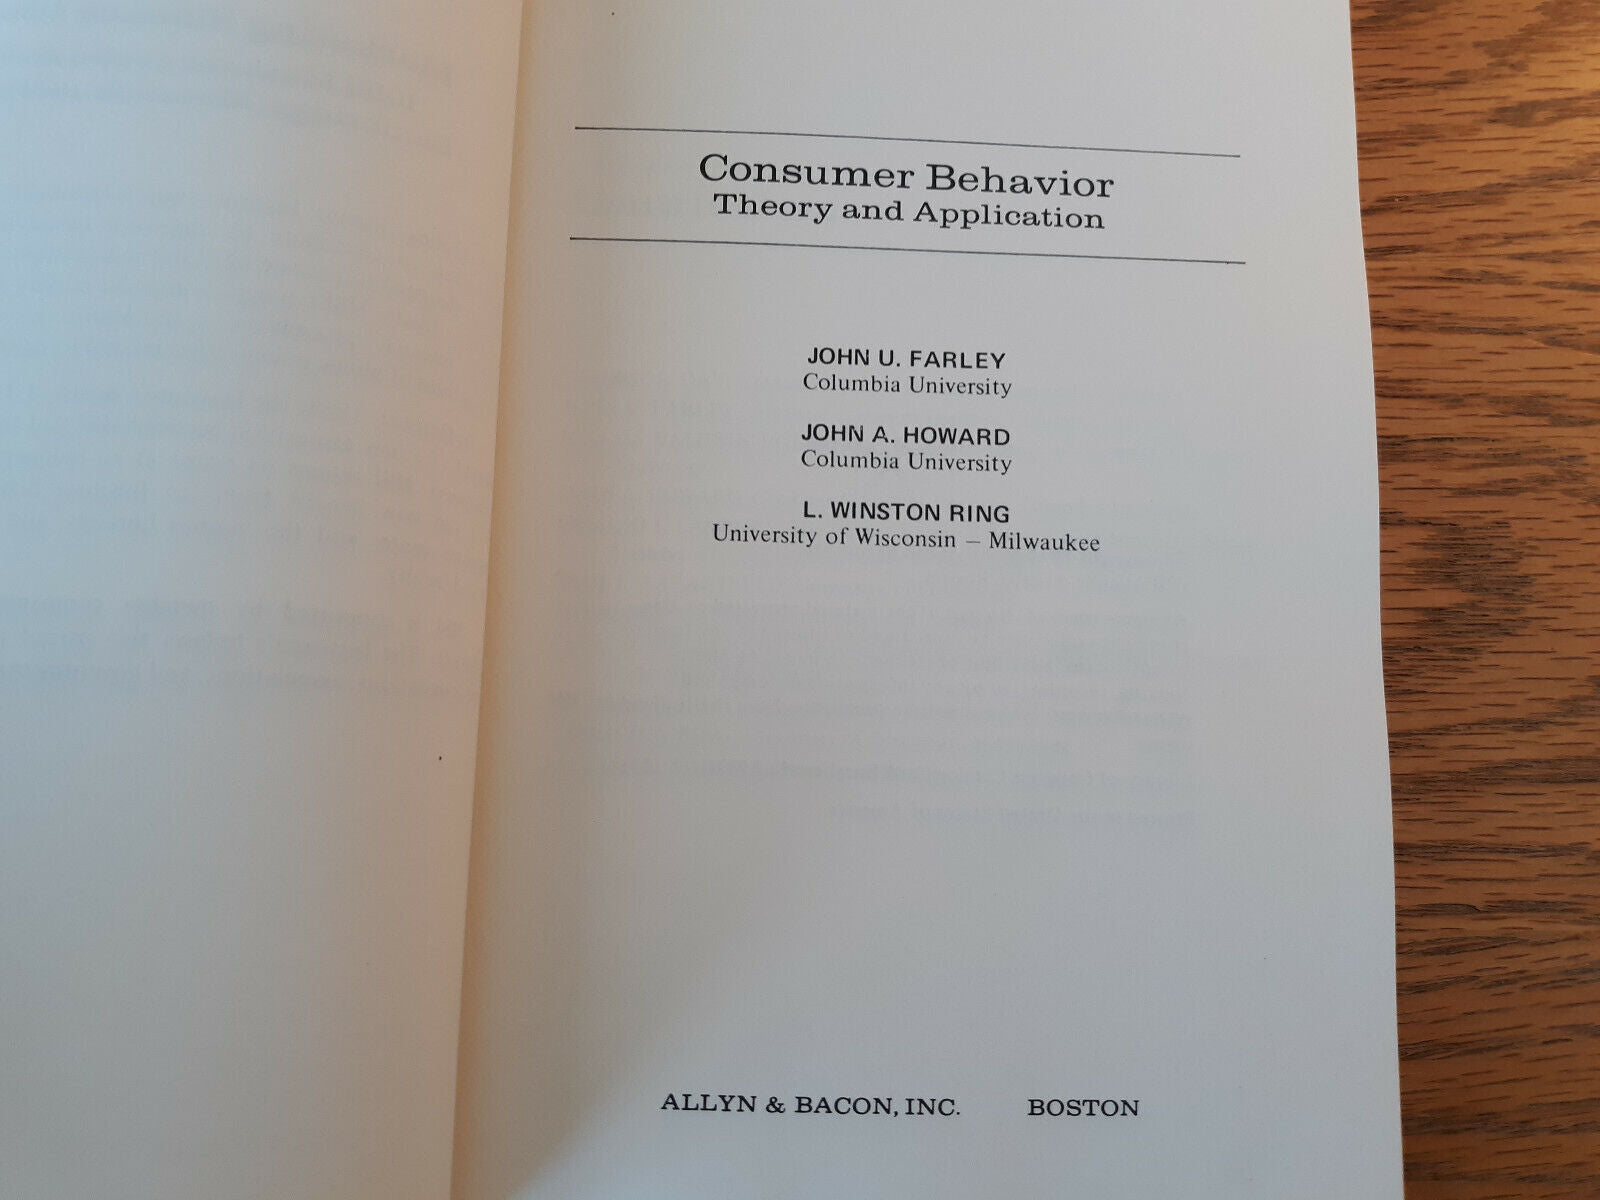 Consumer Behavior
Theory and Application
JOHN U. FARLEY
Columbia University
JOHN A. HOWARD
Columbia University
L. WINSTON RING
University of Wisconsin — Milwaukee
ALLYN & BACON, INC. BOSTON